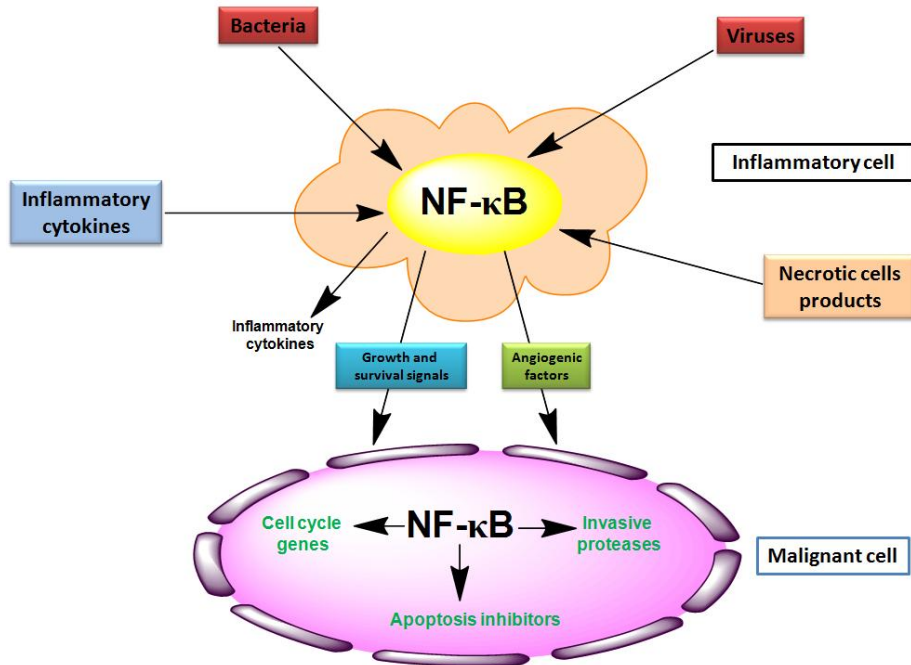 Bacteria
Viruses
Inflammatory cell
Inflammatory
cytokines
NF-κB
Necrotic cells
products
Inflammatory
cytokines
Growth and
survival signals
Angiogenic
factors
NF-κB
Cell cycle
genes
Invasive
proteases
Malignant cell
Apoptosis inhibitors